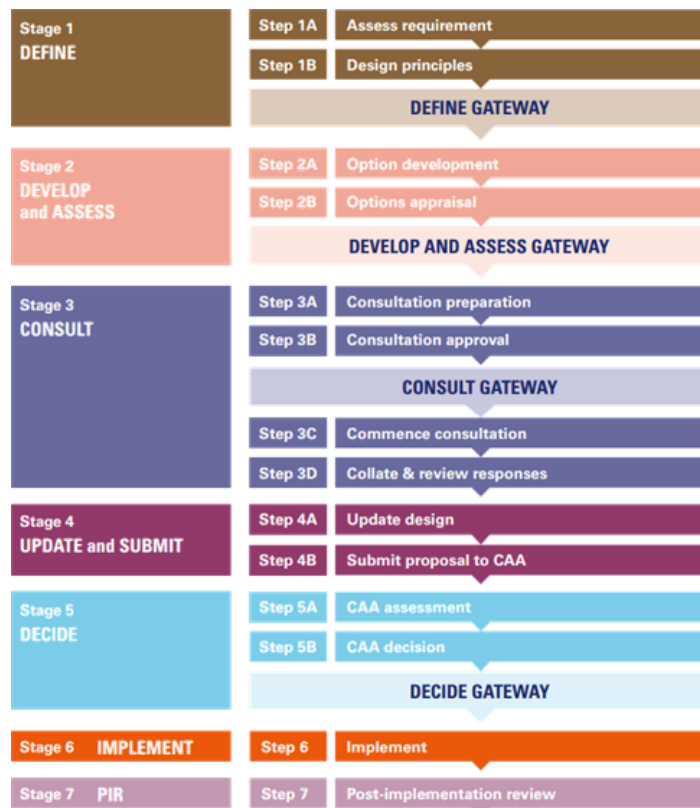 Stage 1
DEFINE
Step 1A Assess requirement
Step 1B Design principles
DEFINE GATEWAY
Stage 2
DEVELOP
and ASSESS
Step 2A Option development
Step 2B Options appraisal
DEVELOP AND ASSESS GATEWAY
Stage 3
CONSULT
Step 3A Consultation preparation
Step 3B Consultation approval
CONSULT GATEWAY
Step 3C Commence consultation
Step 3D Collate & review responses
Stage 4
UPDATE and SUBMIT
Step 4A Update design
Step 4B Submit proposal to CAA
Stage 5
DECIDE
Step 5A CAA assessment
Step 5B CAA decision
DECIDE GATEWAY
Stage 6 IMPLEMENT
Step 6 Implement
Stage 7 PIR
Step 7 Post-implementation review